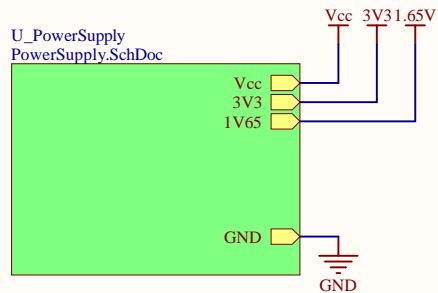 Vcc 3V3 1.65V
U_PowerSupply
PowerSupply.SchDoc
Vcc
3V3
1V65
GND
GND